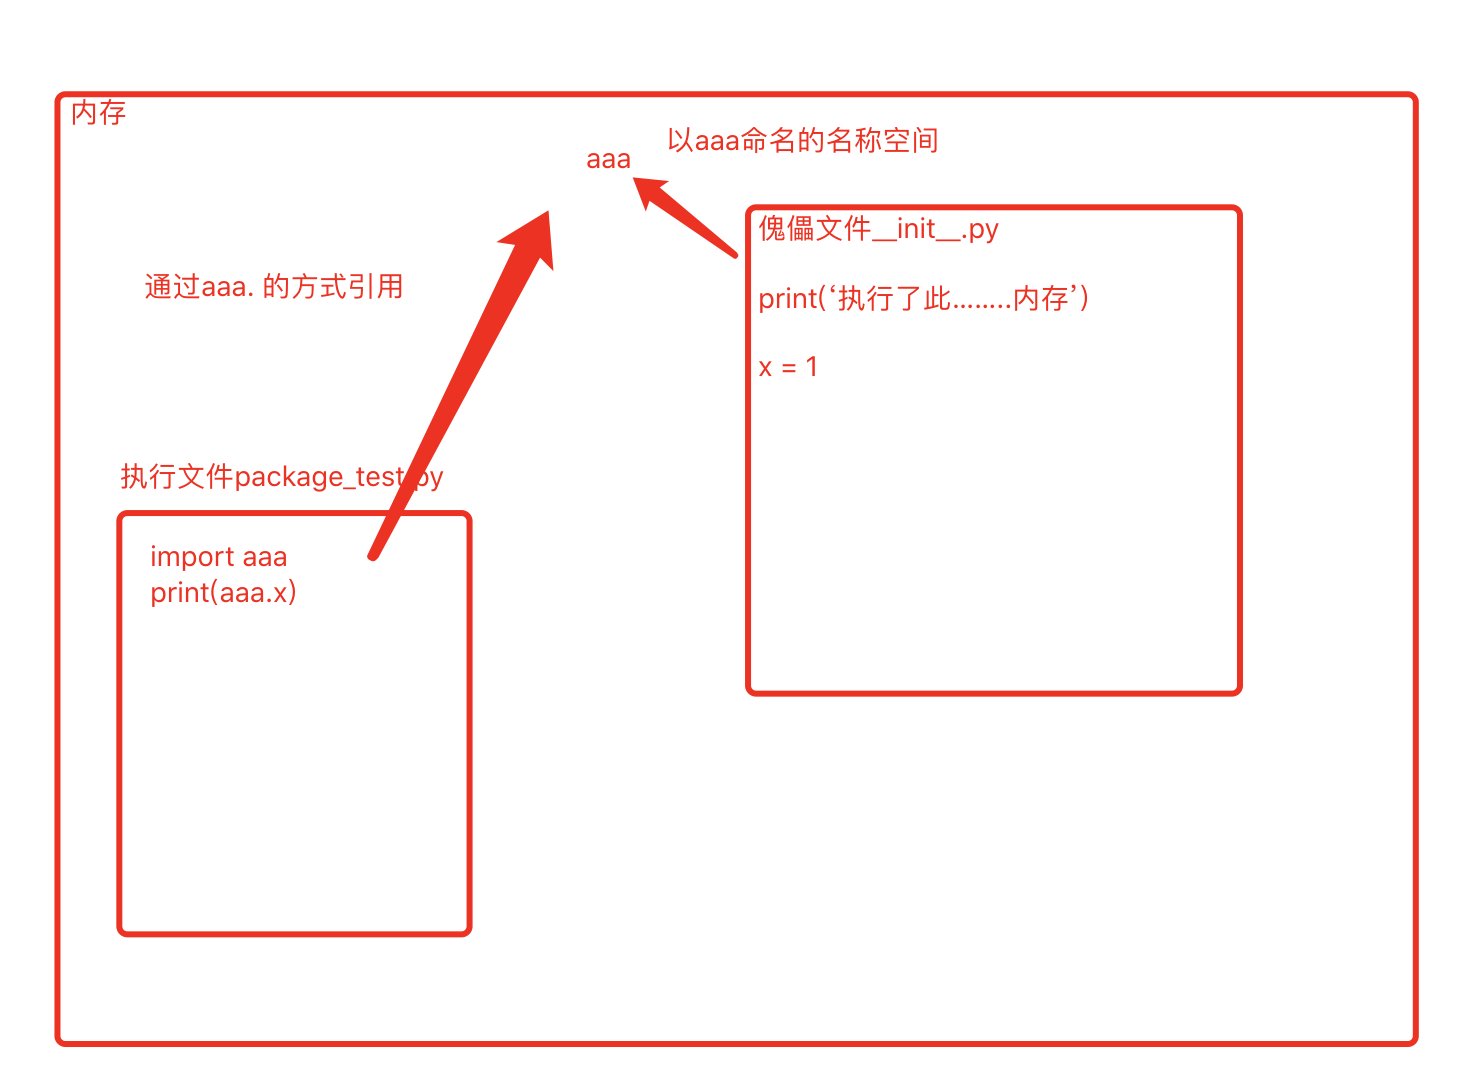 内存
以aaa命名的名称空间
aaa
傀儡文件__init__.py
通过aaa. 的方式引用
print(‘执行了此........内存’)
x = 1
执行文件package_test.py
import aaa
print(aaa.x)